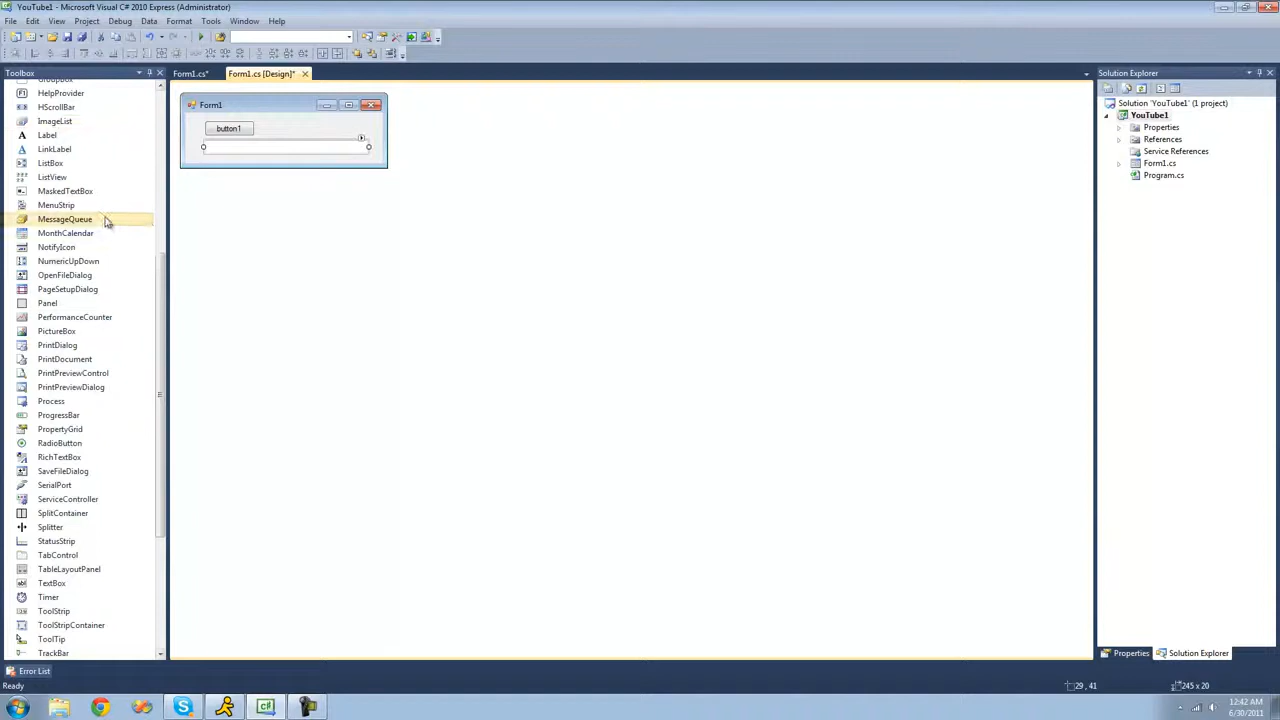 YouTube1 - Microsoft Visual C# 2010 Express (Administrator)
File Edit View Project Debug Data Format Tools Window Help
Toolbox
Form1.cs*
Form1.cs [Design]*
Solution Explorer
GroupBox
HelpProvider
HScrollBar
ImageList
Label
LinkLabel
ListBox
ListView
MaskedTextBox
MenuStrip
MessageQueue
MonthCalendar
NotifyIcon
NumericUpDown
OpenFileDialog
PageSetupDialog
Panel
PerformanceCounter
PictureBox
PrintDialog
PrintDocument
PrintPreviewControl
PrintPreviewDialog
Process
ProgressBar
PropertyGrid
RadioButton
RichTextBox
SaveFileDialog
SerialPort
ServiceController
SplitContainer
Splitter
StatusStrip
TabControl
TableLayoutPanel
TextBox
Timer
ToolStrip
ToolStripContainer
ToolTip
TrackBar
Form1
button1
Solution 'YouTube1' (1 project)
YouTube1
Properties
References
Service References
Form1.cs
Program.cs
Properties
Solution Explorer
Error List
Ready
29 , 41
245 x 20
12:42 AM
6/30/2011